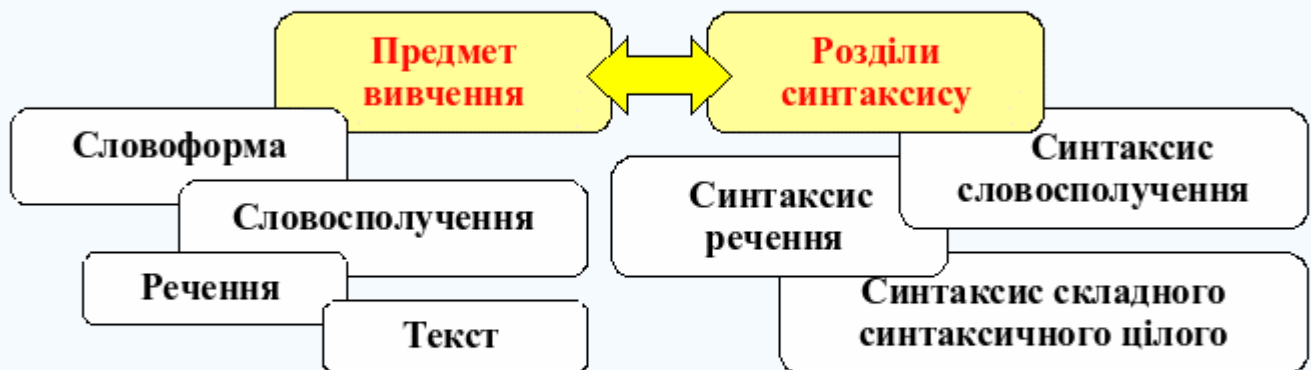 Предмет
вивчення
Розділи
синтаксису
Словоформа
Словосполучення
Речення
Текст
Синтаксис
словосполучення
Синтаксис
речення
Синтаксис складного
синтаксичного цілого